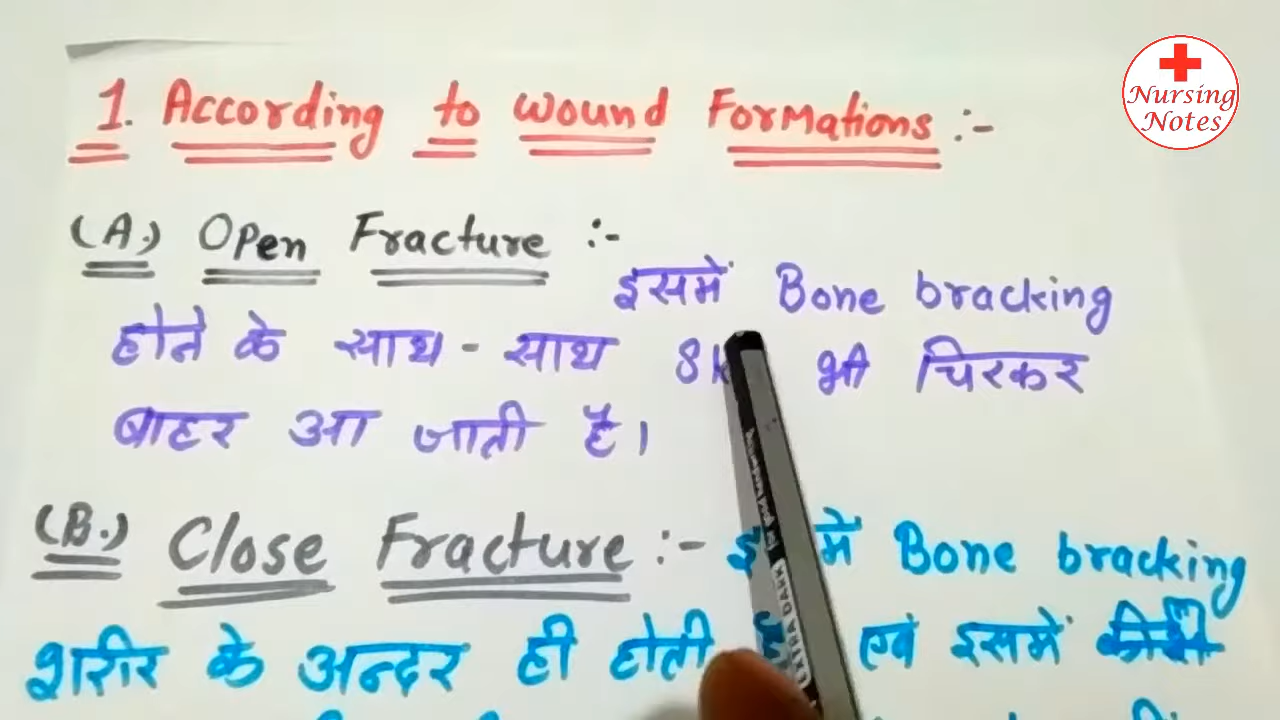 1. According to wound Formations :-
Nursing
Notes
(A.) Open Fracture :-
इसमें Bone bracking
होने के साथ - साथ भी चिरकर
बाहर आ जाती है।
(B.) Close Fracture :- Bone bracking
शरीर के अन्दर ही होती एवं इसमें